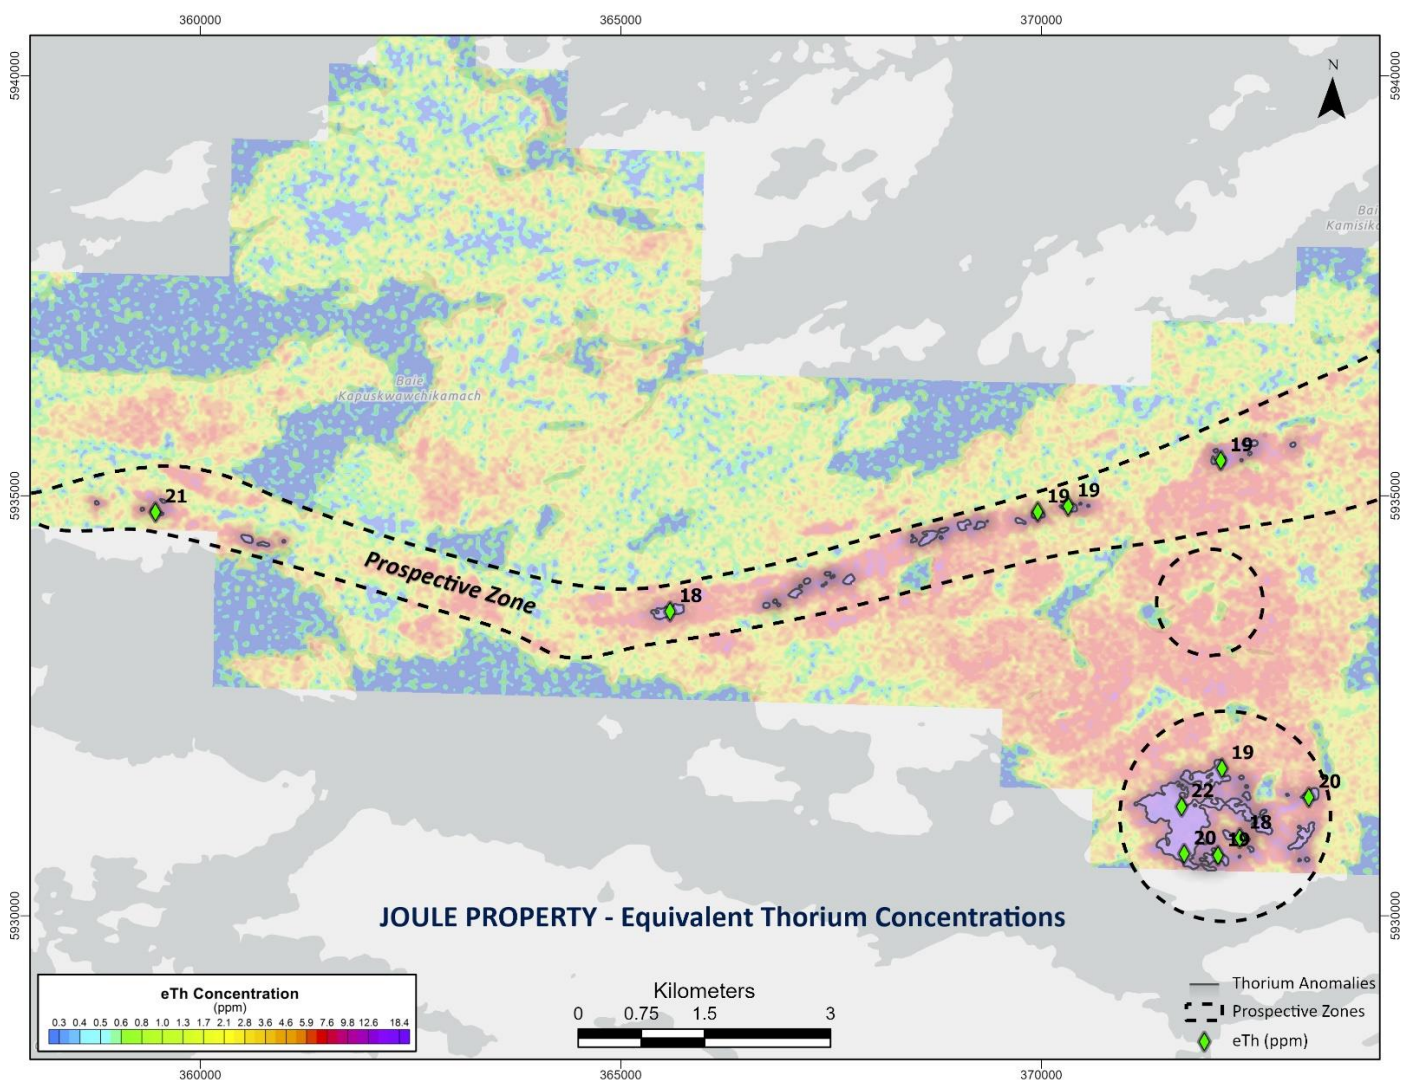 360000
365000
370000
5940000
5940000
N
Bai
Kamisik
Baie
Kapuskwawchikamach
19
5935000
21
19
19
5935000
Prospective Zone
18
19
20
22
18
20
19
5930000
JOULE PROPERTY - Equivalent Thorium Concentrations
5930000
eTh Concentration
(ppm)
0.3 0.4 0.5 0.6 0.8 1.0 1.3 1.7 2.1 2.8 3.6 4.6 5.9 7.6 9.8 12.6 18.4
Kilometers
0 0.75 1.5 3
Thorium Anomalies
Prospective Zones
eTh (ppm)
360000
365000
370000